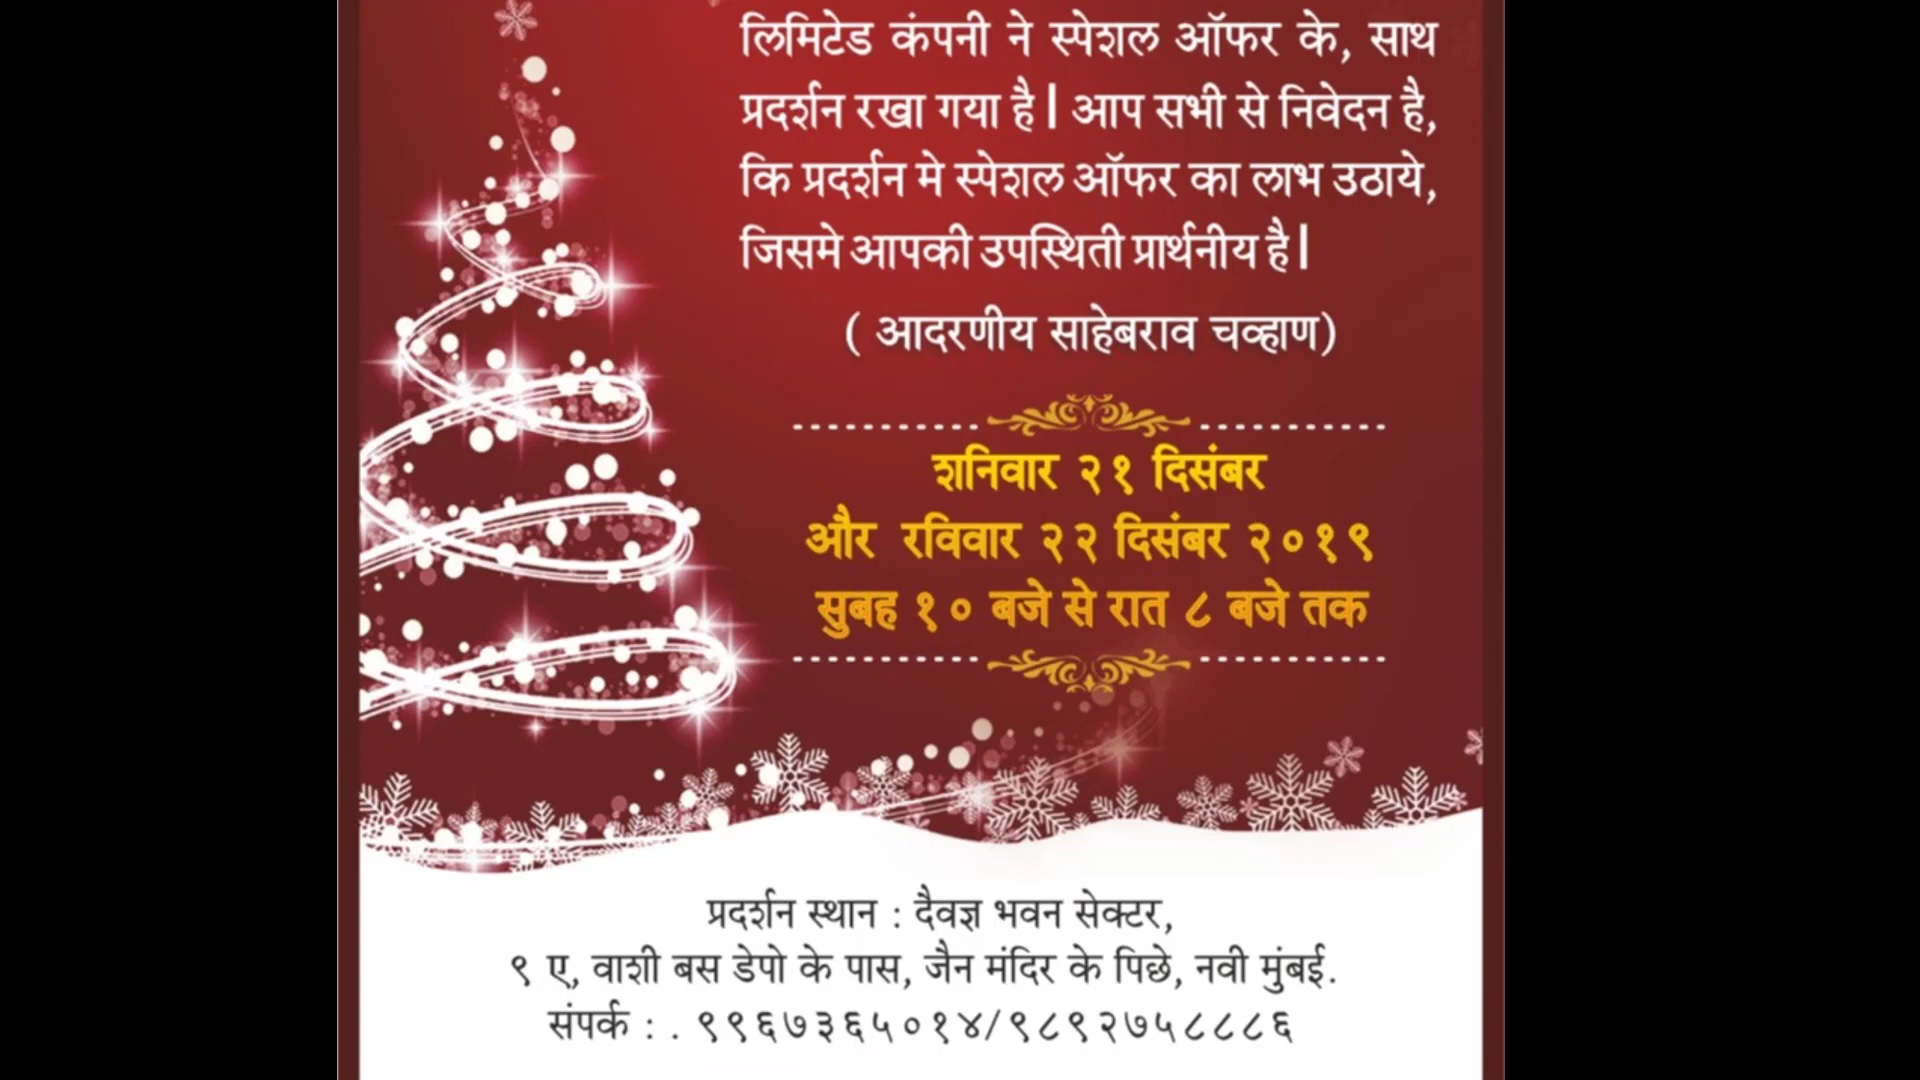 लिमिटेड कंपनी ने स्पेशल ऑफर के, साथ
प्रदर्शन रखा गया है। आप सभी से निवेदन है,
कि प्रदर्शन मे स्पेशल ऑफर का लाभ उठाये,
जिसमे आपकी उपस्थिती प्रार्थनीय है।
( आदरणीय साहेबराव चव्हाण)
शनिवार २१ दिसंबर
और रविवार २२ दिसंबर २०१९
सुबह १० बजे से रात ८ बजे तक
प्रदर्शन स्थान : दैवज्ञ भवन सेक्टर,
९ ए, वाशी बस डेपो के पास, जैन मंदिर के पिछे, नवी मुंबई.
संपर्क : . ९९६७३६५०१४/९८९२७५८८८६